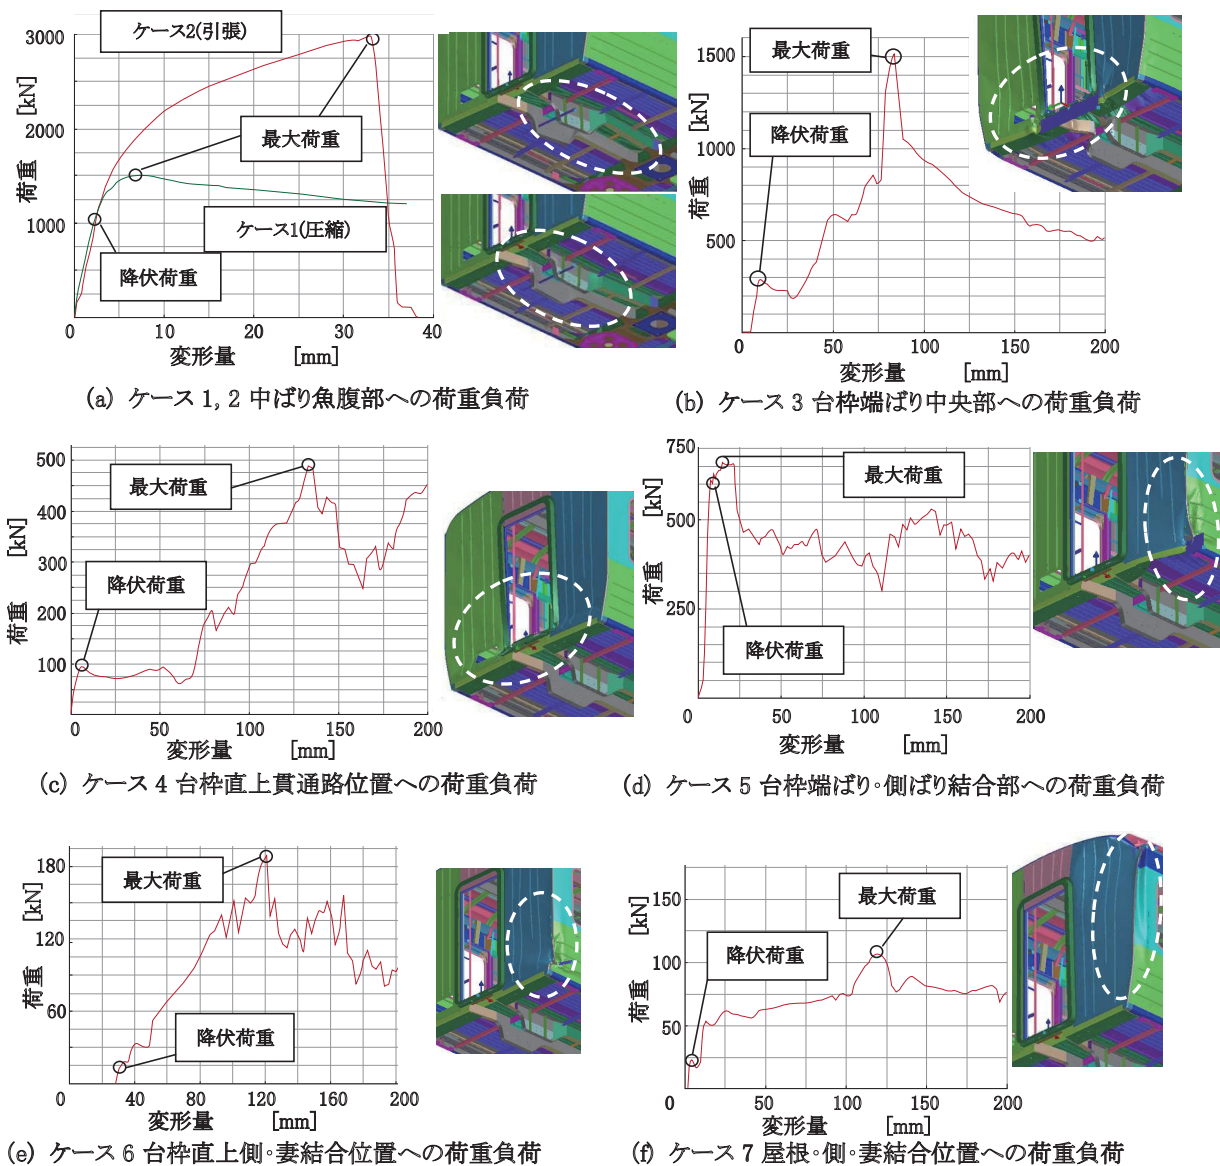 3000
2000
1000
荷重 [kN]
ケース2(引張)
最大荷重
ケース1(圧縮)
降伏荷重
0 10 20 30 40
変形量 [mm]
(a) ケース 1, 2 中ばり魚腹部への荷重負荷
1500
1000
500
荷重 [kN]
最大荷重
降伏荷重
0 50 100 150 200
変形量 [mm]
(b) ケース 3 台枠端ばり中央部への荷重負荷
500
400
300
200
100
荷重 [kN]
最大荷重
降伏荷重
0 50 100 150 200
変形量 [mm]
(c) ケース 4 台枠直上貫通路位置への荷重負荷
750
500
250
荷重 [kN]
最大荷重
降伏荷重
0 50 100 150 200
変形量 [mm]
(d) ケース 5 台枠端ばり・側ばり結合部への荷重負荷
180
120
60
荷重 [kN]
最大荷重
降伏荷重
0 40 80 120 160 200
変形量 [mm]
(e) ケース 6 台枠直上側・妻結合位置への荷重負荷
150
100
50
荷重 [kN]
最大荷重
降伏荷重
0 50 100 150 200
変形量 [mm]
(f) ケース 7 屋根・側・妻結合位置への荷重負荷